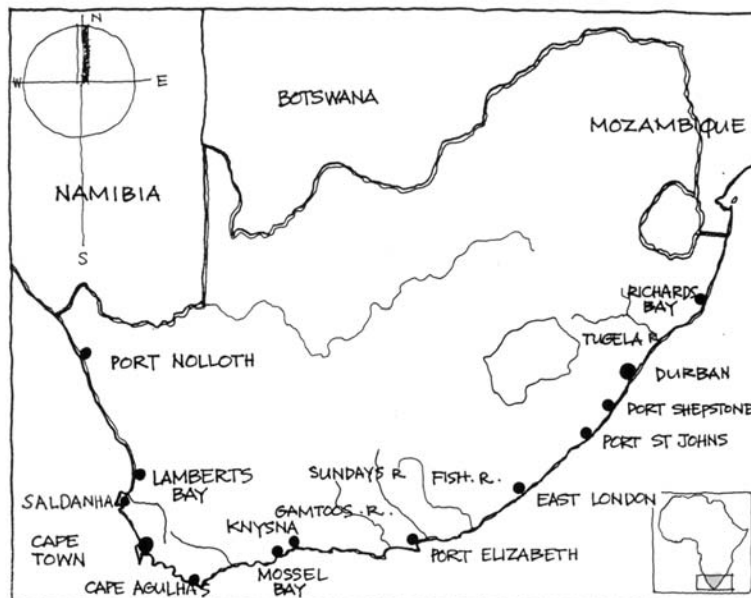 N
W
E
S
BOTSWANA
MOZAMBIQUE
NAMIBIA
RICHARDS
BAY
TUGELA R
PORT NOLLOTH
DURBAN
PORT SHEPSTONE
PORT ST JOHNS
LAMBERTS
BAY
SUNDAYS R
FISH. R.
EAST LONDON
SALDANHA
GAMTOOS. R.
KNYSNA
CAPE
TOWN
PORT ELIZABETH
MOSSEL
BAY
CAPE AGULHAS